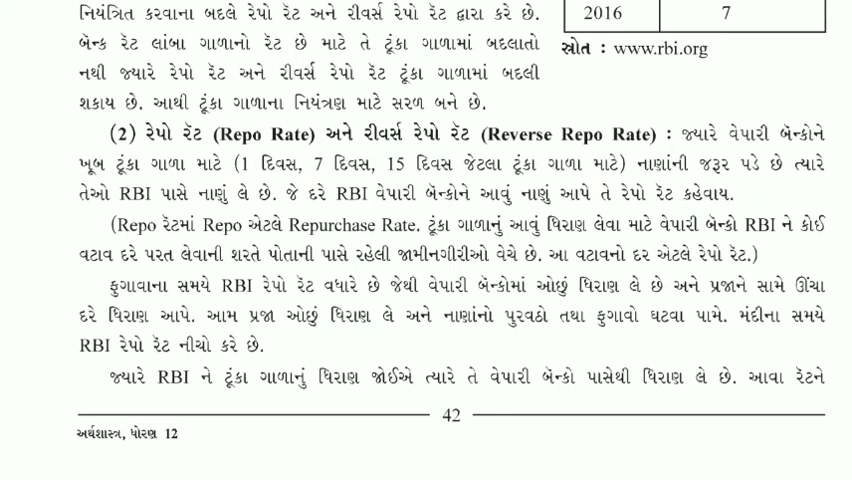 નિયંત્રિત કરવાના બદલે રેપો રૅટ અને રીવર્સ રેપો રૅટ દ્વારા કરે છે.
બૅન્ક રૅટ લાંબા ગાળાનો રૅટ છે માટે તે ટૂંકા ગાળામાં બદલાતો
નથી જ્યારે રેપો રૅટ અને રીવર્સ રેપો રૅટ ટૂંકા ગાળામાં બદલી
શકાય છે. આથી ટૂંકા ગાળાના નિયંત્રણ માટે સરળ બને છે.
2016 7
સ્રોત : www.rbi.org
(2) રેપો રૅટ (Repo Rate) અને રીવર્સ રેપો રૅટ (Reverse Repo Rate) : જ્યારે વેપારી બૅન્કોને
ખૂબ ટૂંકા ગાળા માટે (1 દિવસ, 7 દિવસ, 15 દિવસ જેટલા ટૂંકા ગાળા માટે) નાણાંની જરૂર પડે છે ત્યારે
તેઓ RBI પાસે નાણું લે છે. જે દરે RBI વેપારી બૅન્કોને આવું નાણું આપે તે રેપો રૅટ કહેવાય.
(Repo રૅટમાં Repo એટલે Repurchase Rate. ટૂંકા ગાળાનું આવું ધિરાણ લેવા માટે વેપારી બૅન્કો RBI ને કોઈ
વટાવ દરે પરત લેવાની શરતે પોતાની પાસે રહેલી જામીનગીરીઓ વેચે છે. આ વટાવનો દર એટલે રેપો રૅટ.)
ફુગાવાના સમયે RBI રેપો રૅટ વધારે છે જેથી વેપારી બૅન્કોમાં ઓછું ધિરાણ લે છે અને પ્રજાને સામે ઊંચા
દરે ધિરાણ આપે. આમ પ્રજા ઓછું ધિરાણ લે અને નાણાંનો પુરવઠો તથા ફુગાવો ઘટવા પામે. મંદીના સમયે
RBI રેપો રૅટ નીચો કરે છે.
જ્યારે RBI ને ટૂંકા ગાળાનું ધિરાણ જોઈએ ત્યારે તે વેપારી બૅન્કો પાસેથી ધિરાણ લે છે. આવા રૅટને
42
અર્થશાસ્ત્ર, ધોરણ 12